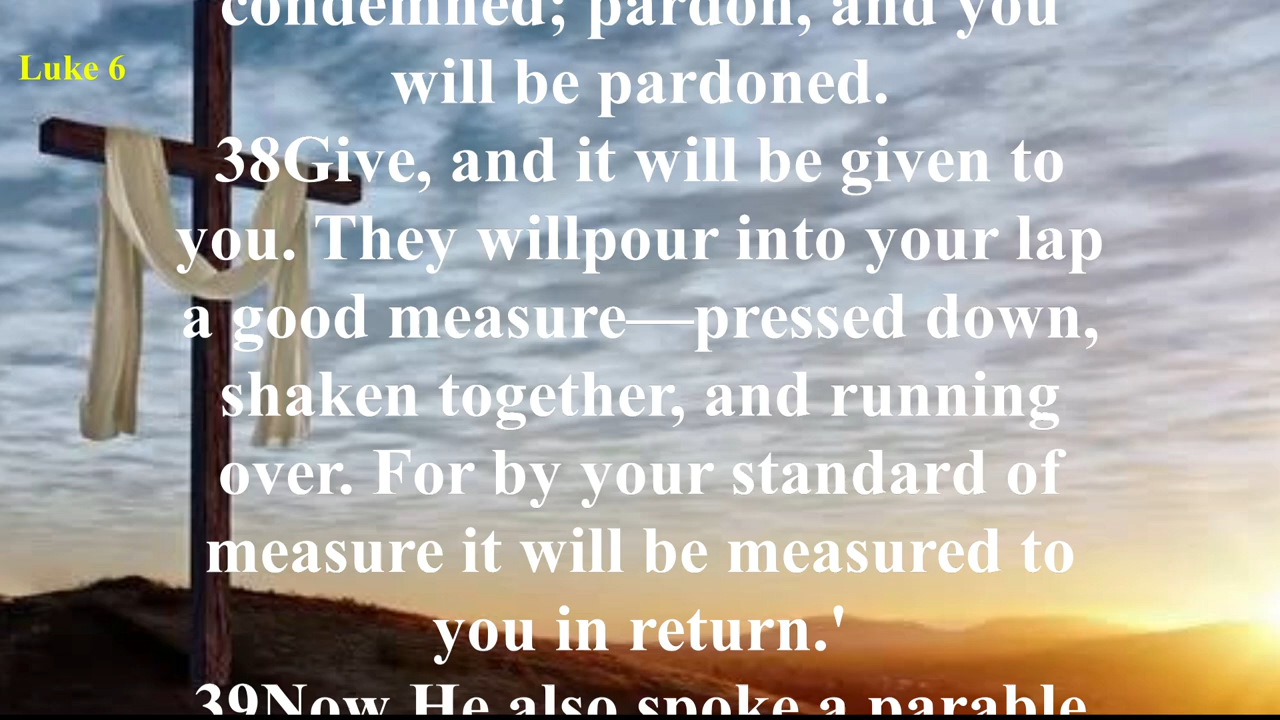 condemned; pardon, and you
Luke 6
will be pardoned.
38Give, and it will be given to
you. They willpour into your lap
a good measure—pressed down,
shaken together, and running
over. For by your standard of
measure it will be measured to
you in return.'
39Now He also spoke a parable